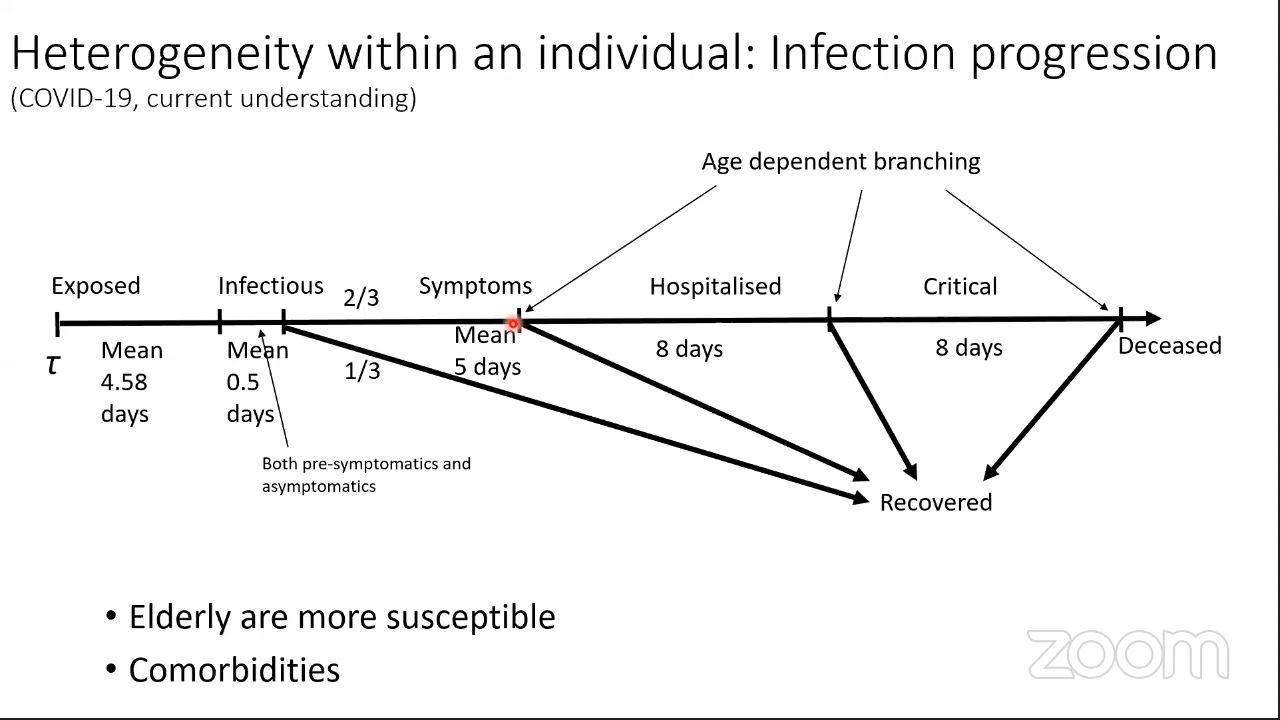 Heterogeneity within an individual: Infection progression
(COVID-19, current understanding)
Age dependent branching
Exposed
Infectious
2/3
Symptoms
Hospitalised
Critical
τ
Mean
4.58
days
Mean
0.5
days
1/3
Mean
5 days
8 days
8 days
Deceased
Both pre-symptomatics and
asymptomatics
Recovered
• Elderly are more susceptible
• Comorbidities
zoom